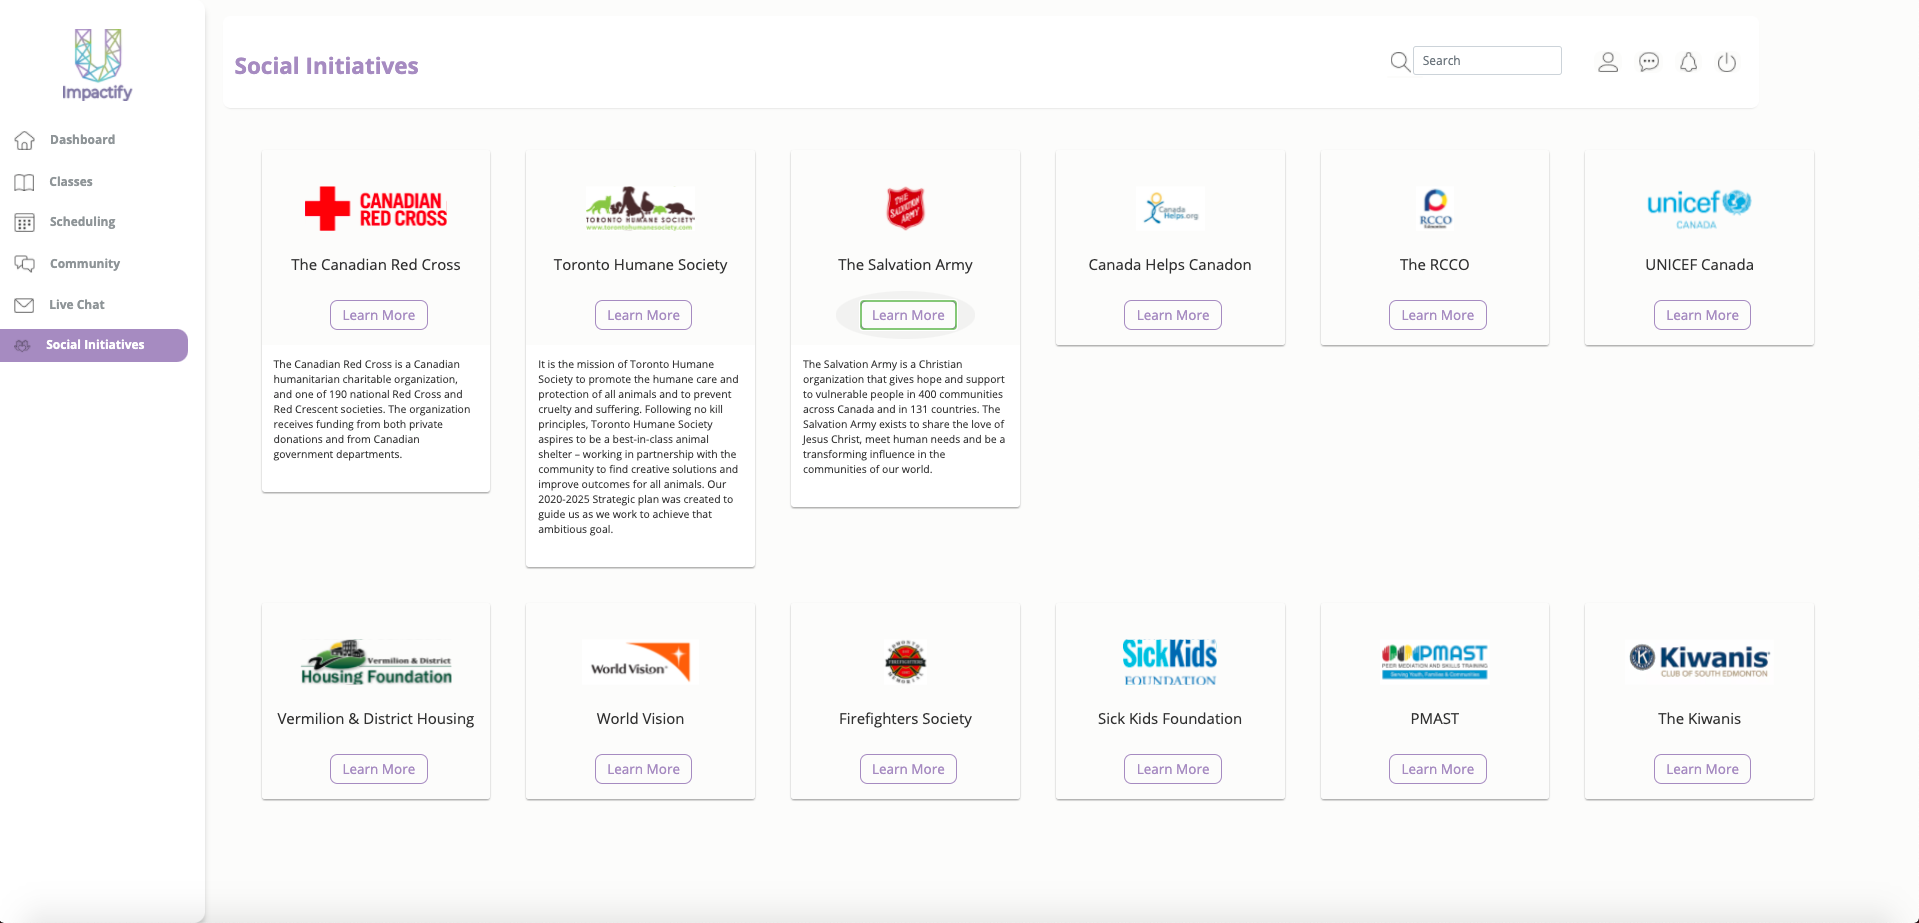 Impactify
Dashboard
Classes
Scheduling
Community
Live Chat
Social Initiatives
Social Initiatives
Search
CANADIAN
RED CROSS
The Canadian Red Cross
Learn More
The Canadian Red Cross is a Canadian
humanitarian charitable organization,
and one of 190 national Red Cross and
Red Crescent societies. The organization
receives funding from both private
donations and from Canadian
government departments.
TORONTO HUMANE SOCIETY
www.torontohumanesociety.com
Toronto Humane Society
Learn More
It is the mission of Toronto Humane
Society to promote the humane care and
protection of all animals and to prevent
cruelty and suffering. Following no kill
principles, Toronto Humane Society
aspires to be a best-in-class animal
shelter – working in partnership with the
community to find creative solutions and
improve outcomes for all animals. Our
2020-2025 Strategic plan was created to
guide us as we work to achieve that
ambitious goal.
THE
SALVATION
ARMY
The Salvation Army
Learn More
The Salvation Army is a Christian
organization that gives hope and support
to vulnerable people in 400 communities
across Canada and in 131 countries. The
Salvation Army exists to share the love of
Jesus Christ, meet human needs and be a
transforming influence in the
communities of our world.
Canada
Helps.org
Canada Helps Canadon
Learn More
RCCO
Edmonton
The RCCO
Learn More
unicef
CANADA
UNICEF Canada
Learn More
Vermilion & District
Housing Foundation
Vermilion & District Housing
Learn More
World Vision
World Vision
Learn More
EDMONTON
FIREFIGHTERS
MEMORIAL
Firefighters Society
Learn More
SickKids
FOUNDATION
Sick Kids Foundation
Learn More
PMAST
PEER MEDIATION AND SKILLS TRAINING
Serving Youth, Families & Communities
PMAST
Learn More
Kiwanis
CLUB OF SOUTH EDMONTON
The Kiwanis
Learn More